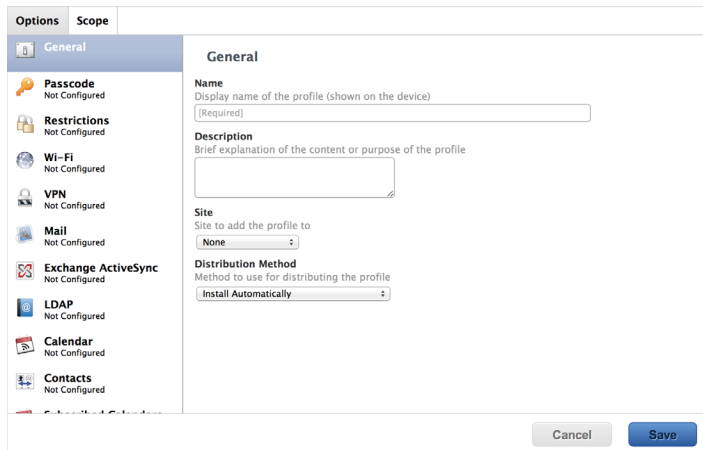 Options Scope
General
Passcode
Not Configured
Restrictions
Not Configured
Wi-Fi
Not Configured
VPN
Not Configured
Mail
Not Configured
Exchange ActiveSync
Not Configured
LDAP
Not Configured
Calendar
Not Configured
Contacts
Not Configured
Subscribed Calendars
General
Name
Display name of the profile (shown on the device)
[Required]
Description
Brief explanation of the content or purpose of the profile
Site
Site to add the profile to
None
Distribution Method
Method to use for distributing the profile
Install Automatically
Cancel Save